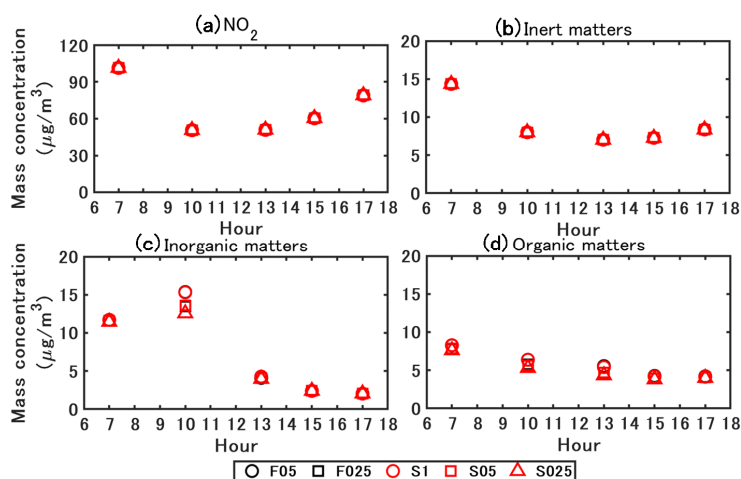 (a) NO2
Mass concentration
(μg/m³)
120
90
60
30
0
6 7 8 9 10 11 12 13 14 15 16 17 18
Hour
(b) Inert matters
20
15
10
5
0
6 7 8 9 10 11 12 13 14 15 16 17 18
Hour
(c) Inorganic matters
Mass concentration
(μg/m³)
20
15
10
5
0
6 7 8 9 10 11 12 13 14 15 16 17 18
Hour
(d) Organic matters
20
15
10
5
0
6 7 8 9 10 11 12 13 14 15 16 17 18
Hour
F05 F025 S1 S05 S025